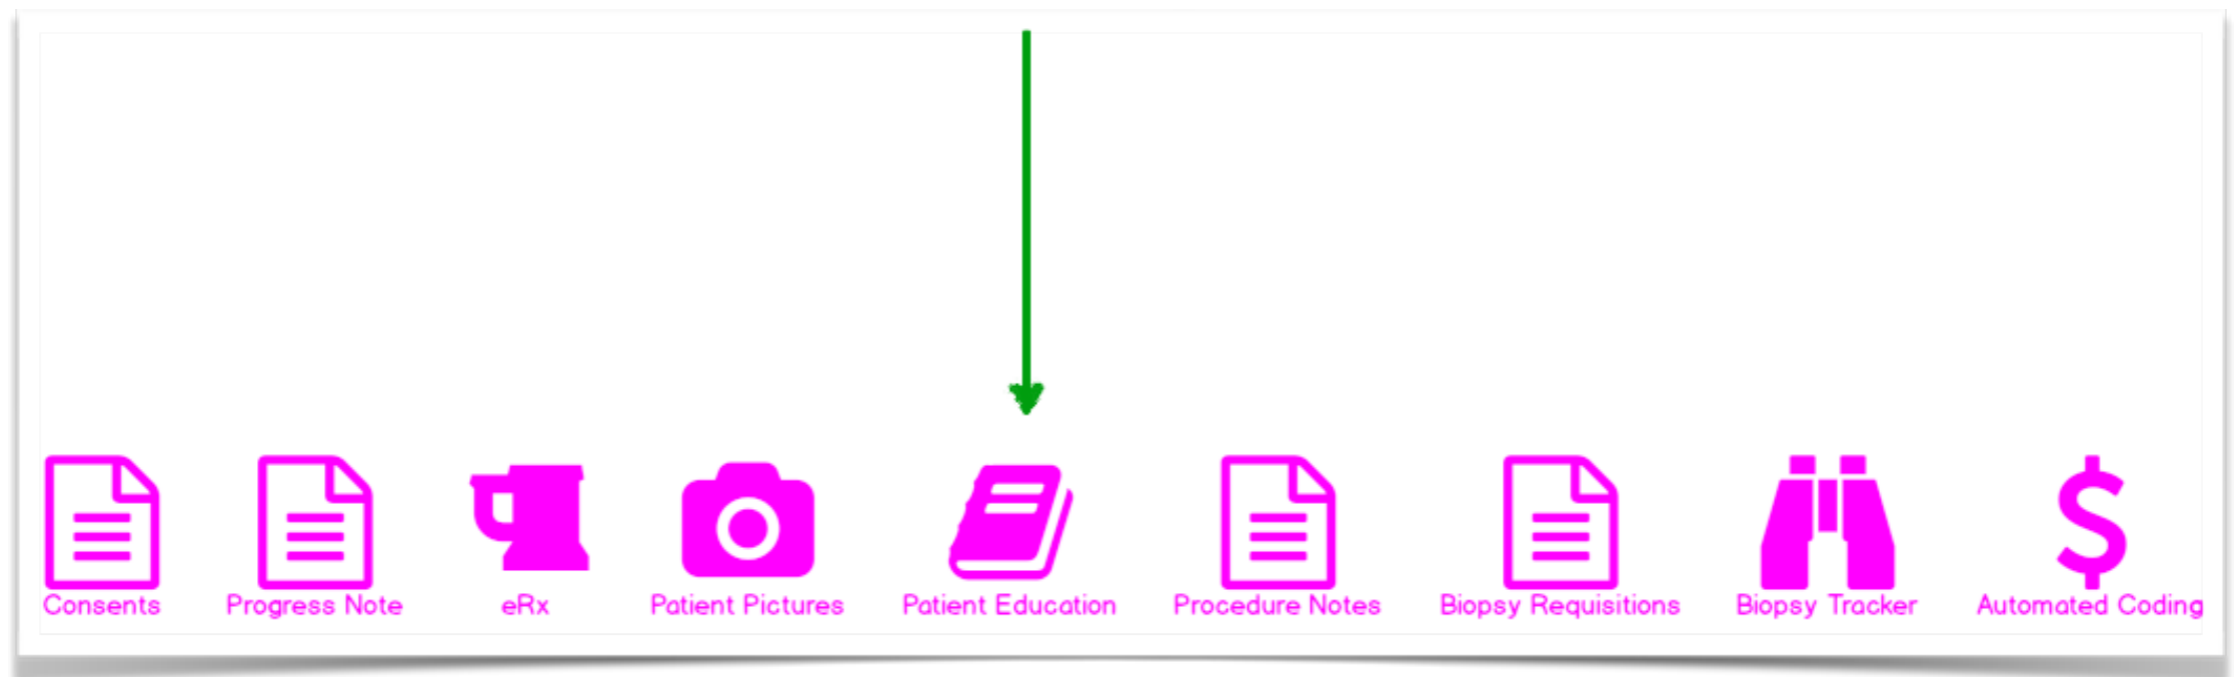 Consents
Progress Note
eRx
Patient Pictures
Patient Education
Procedure Notes
Biopsy Requisitions
Biopsy Tracker
Automated Coding